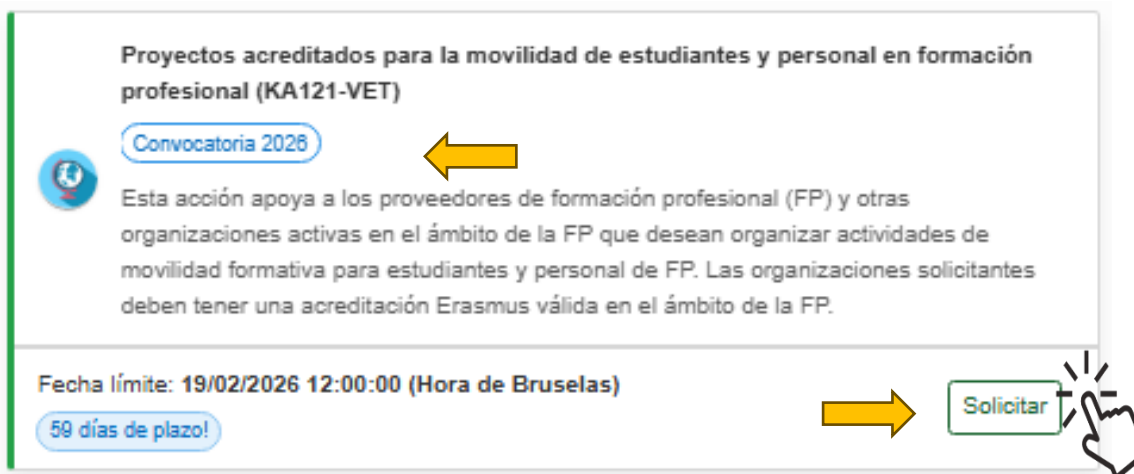 Proyectos acreditados para la movilidad de estudiantes y personal en formación
profesional (KA121-VET)
Convocatoria 2026
Esta acción apoya a los proveedores de formación profesional (FP) y otras
organizaciones activas en el ámbito de la FP que desean organizar actividades de
movilidad formativa para estudiantes y personal de FP. Las organizaciones solicitantes
deben tener una acreditación Erasmus válida en el ámbito de la FP.
Fecha límite: 19/02/2026 12:00:00 (Hora de Bruselas)
Solicitar
59 días de plazo!